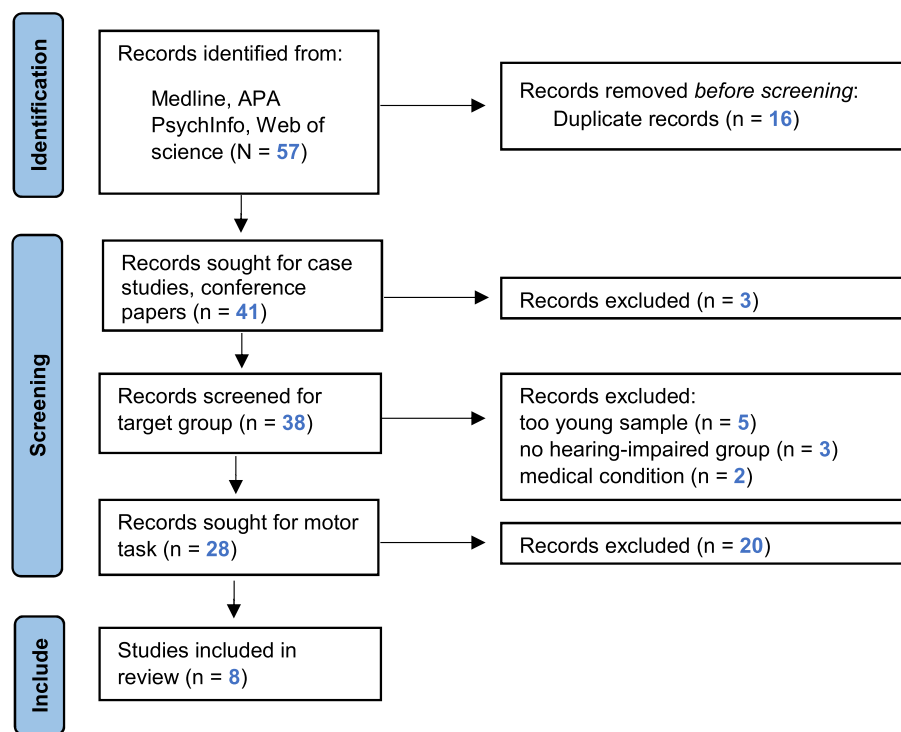 Identification
Records identified from:
Medline, APA
PsychInfo, Web of
science (N = 57)
Records removed before screening:
Duplicate records (n = 16)
Screening
Records sought for case
studies, conference
papers (n = 41)
Records excluded (n = 3)
Records screened for
target group (n = 38)
Records excluded:
too young sample (n = 5)
no hearing-impaired group (n = 3)
medical condition (n = 2)
Records sought for motor
task (n = 28)
Records excluded (n = 20)
Include
Studies included in
review (n = 8)